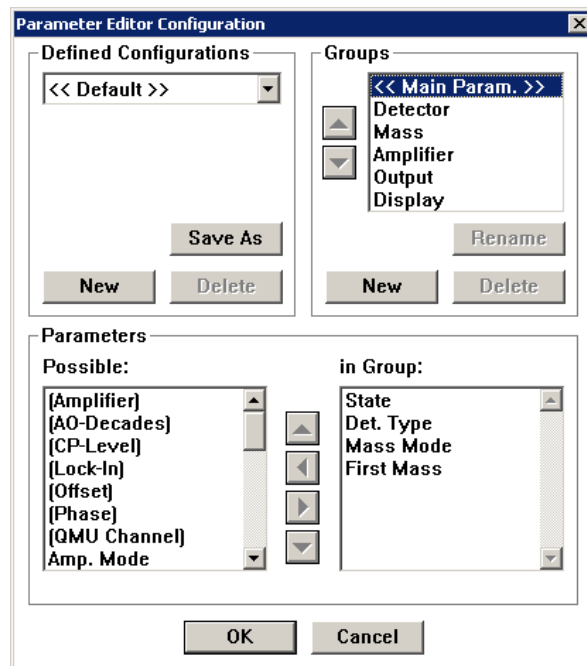 Parameter Editor Configuration
Defined Configurations
<< Default >>
Save As
New
Delete
Groups
<< Main Param. >>
Detector
Mass
Amplifier
Output
Display
Rename
New
Delete
Parameters
Possible:
(Amplifier)
(AO-Decades)
(CP-Level)
(Lock-In)
(Offset)
(Phase)
(QMU Channel)
Amp. Mode
in Group:
State
Det. Type
Mass Mode
First Mass
OK
Cancel